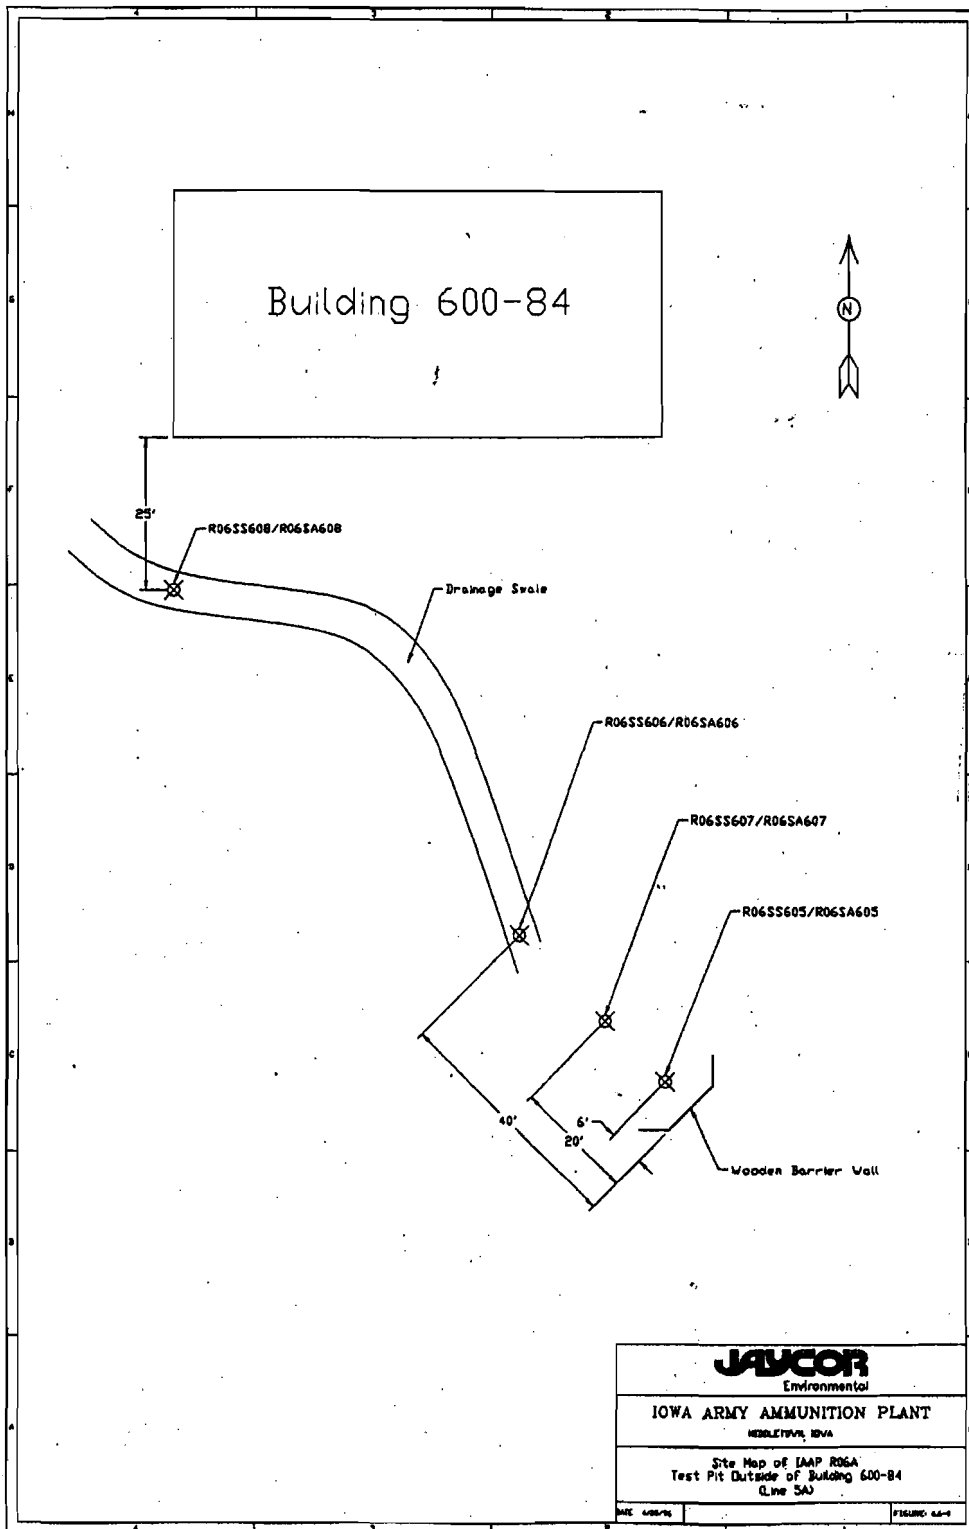 Building 600-84
N
25'
R06SS608/R06SA608
Drainage Swale
R06SS606/R06SA606
R06SS607/R06SA607
R06SS605/R06SA605
40'
6'
20'
Wooden Barrier Wall
JAYCOR
Environmental
IOWA ARMY AMMUNITION PLANT
MIDDLETOWN, IOWA
Site Map of IAAP R06A
Test Pit Outside of Building 600-84
(Line 5A)
DATE
FIGURE: